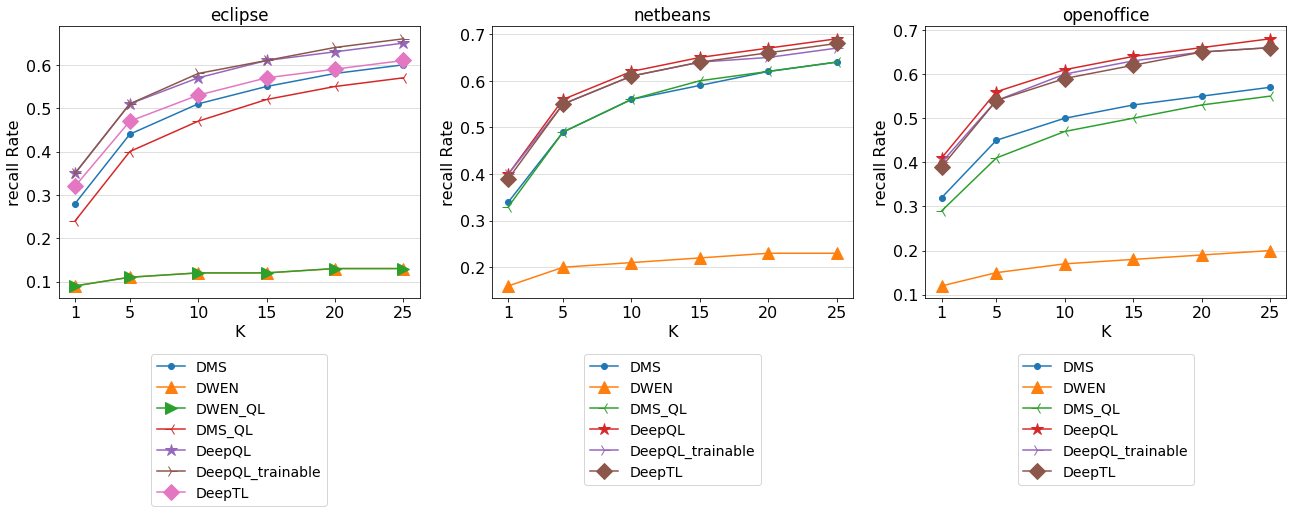 eclipse
recall Rate
0.6
0.5
0.4
0.3
0.2
0.1
1 5 10 15 20 25
K
DMS
DWEN
DWEN_QL
DMS_QL
DeepQL
DeepQL_trainable
DeepTL
netbeans
recall Rate
0.7
0.6
0.5
0.4
0.3
0.2
1 5 10 15 20 25
K
DMS
DWEN
DMS_QL
DeepQL
DeepQL_trainable
DeepTL
openoffice
recall Rate
0.7
0.6
0.5
0.4
0.3
0.2
0.1
1 5 10 15 20 25
K
DMS
DWEN
DMS_QL
DeepQL
DeepQL_trainable
DeepTL